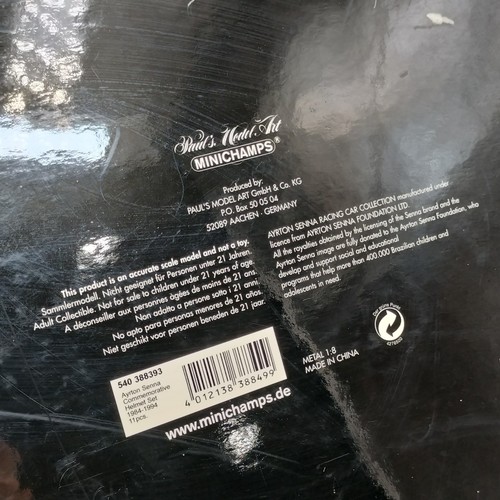 Paul's Model Art
MINICHAMPS®
Produced by:
PAUL'S MODEL ART GmbH & Co. KG
P.O. Box 50 05 04
52089 AACHEN - GERMANY
This product is an accurate scale model and not a toy.
Sammlermodell. Nicht geeignet für Personen unter 21 Jahren.
Adult Collectible. Not for sale to children under 21 years of age.
A déconseiller aux personnes âgées de moins de 21 ans.
Non adatto a persone sotto i 21 anni.
No apto para personas menores de 21 años.
Niet geschikt voor personen beneden de 21 jaar.
AYRTON SENNA RACING CAR COLLECTION manufactured under
licence from AYRTON SENNA FOUNDATION LTD.
All the royalties obtained by the licensing of the Senna brand and the
Ayrton Senna image are fully donated to the Ayrton Senna Foundation, who
develop and support social and educational
programs that help more than 400.000 Brazilian children and
adolescents in need.
Der grüne Punkt
METAL 1:8
MADE IN CHINA
540 388393
Ayrton Senna
Commemorative
Helmet Set
1984-1994
11pcs.
4 012138 388499
www.minichamps.de